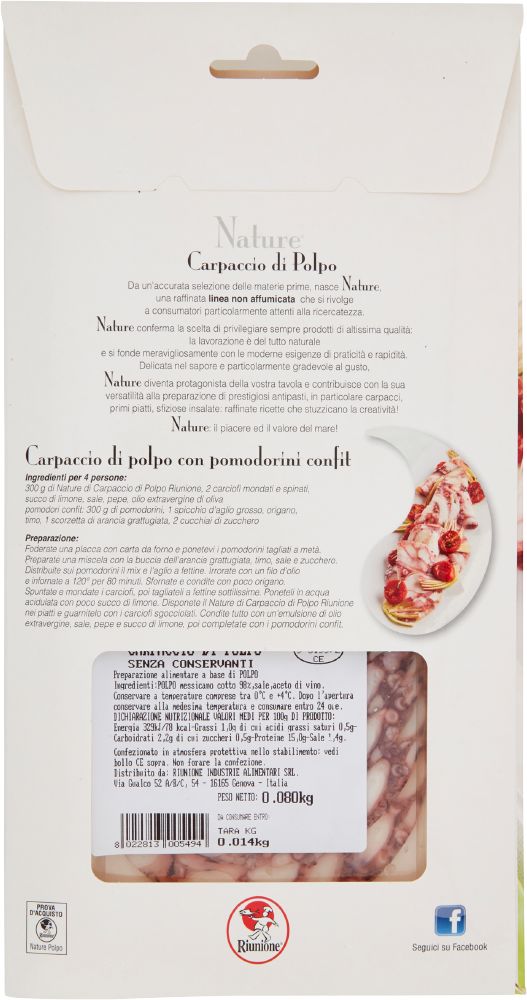 Nature
Carpaccio di Polpo
Da un'accurata selezione delle materie prime, nasce Nature,
una raffinata linea non affumicata che si rivolge
a consumatori particolarmente attenti alla ricercatezza.
Nature conferma la scelta di privilegiare sempre prodotti di altissima qualità:
la lavorazione è del tutto naturale
e si fonde meravigliosamente con le moderne esigenze di praticità e rapidità.
Delicata nel sapore e particolarmente gradevole al gusto,
Nature diventa protagonista della vostra tavola e contribuisce con la sua
versatilità alla preparazione di prestigiosi antipasti, in particolare carpacci,
primi piatti, sfiziose insalate: raffinate ricette che stuzzicano la creatività!
Nature: il piacere ed il valore del mare!
Carpaccio di polpo con pomodorini confit
Ingredienti per 4 persone:
300 g di Nature di Carpaccio di Polpo Riunione, 2 carciofi mondati e spinati,
succo di limone, sale, pepe, olio extravergine di oliva
pomodori confit: 300 g di pomodorini, 1 spicchio d'aglio grosso, origano,
timo, 1 scorzetta di arancia grattugiata, 2 cucchiai di zucchero
Preparazione:
Foderate una placca con carta da forno e ponetevi i pomodorini tagliati a metà.
Preparate una miscela con la buccia dell'arancia grattugiata, timo, sale e zucchero.
Distribuite sui pomodorini il mix e l'aglio a fettine. Irrorate con un filo d'olio
e infornate a 120° per 80 minuti. Sfornate e condite con poco origano.
Spuntate e mondate i carciofi, poi tagliateli a fettine sottilissime. Poneteli in acqua
acidulata con poco succo di limone. Disponete il Nature di Carpaccio di Polpo Riunione
nei piatti e guarnitelo con i carciofi sgocciolati. Condite tutto con un'emulsione di olio
extravergine, sale, pepe e succo di limone, poi completate con i pomodorini confit.
CARPACCIO DI POLPO
CE
SENZA CONSERVANTI
Preparazione alimentare a base di POLPO
Ingredienti:POLPO messicano cotto 98%,sale,aceto di vino.
Conservare a temperature comprese tra 0°C e +4°C. Dopo l'apertura
conservare alla medesima temperatura e consumare entro 24 ore.
DICHIARAZIONE NUTRIZIONALE VALORI MEDI PER 100g DI PRODOTTO:
Energia 329kJ/78 kcal-Grassi 1,0g di cui acidi grassi saturi 0,5g-
Carboidrati 2,2g di cui zuccheri 0,5g-Proteine 15,0g-Sale 1,4g.
Confezionato in atmosfera protettiva nello stabilimento: vedi
bollo CE sopra. Non forare la confezione.
Distribuito da: RIUNIONE INDUSTRIE ALIMENTARI SRL.
Via Gualco 52 A/B/C, 54 - 16165 Genova - Italia
PESO NETTO: 0.080kg
DA CONSUMARE ENTRO:
TARA KG
0.014kg
8 022813 005494
PROVA
D'ACQUISTO
Riunione
Nature Polpo
Riunione
f
Seguici su Facebook